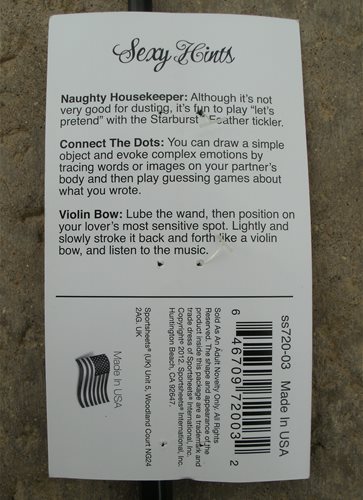 Sexy Hints
Naughty Housekeeper: Although it's not
very good for dusting, it's fun to play "let's
pretend" with the Starburst™ Feather tickler.
Connect The Dots: You can draw a simple
object and evoke complex emotions by
tracing words or images on your partner's
body and then play guessing games about
what you wrote.
Violin Bow: Lube the wand, then position on
your lover's most sensitive spot. Lightly and
slowly stroke it back and forth like a violin
bow, and listen to the music.
Sportsheets® (UK) Unit 5, Woodland Court NG24
2AG. UK
Made In USA
Sold As An Adult Novelty Only. All Rights
Reserved. The shape and appearance of the
product inside this package are a trademark and
trade dress of Sportsheets® International, Inc.
Copyright© 2012. Sportsheets® International, Inc.
Huntington Beach, CA 92647.
6 46709 72003 2
ss720-03 Made In USA